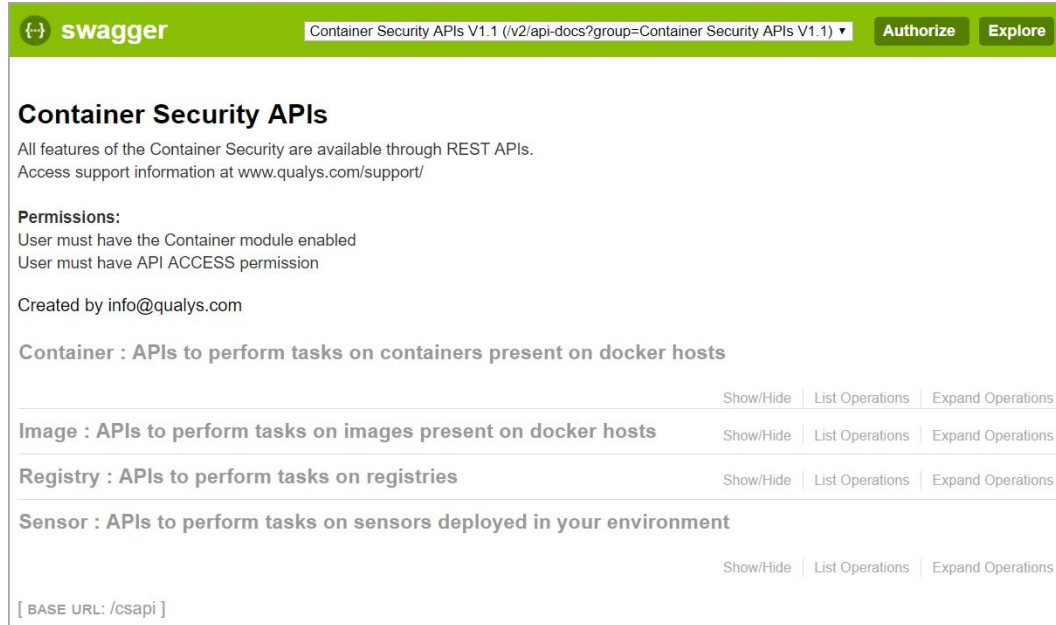 {···} swagger
Container Security APIs V1.1 (/v2/api-docs?group=Container Security APIs V1.1) ▾
Authorize
Explore
Container Security APIs
All features of the Container Security are available through REST APIs.
Access support information at www.qualys.com/support/
Permissions:
User must have the Container module enabled
User must have API ACCESS permission
Created by info@qualys.com
Container : APIs to perform tasks on containers present on docker hosts
Show/Hide | List Operations | Expand Operations
Image : APIs to perform tasks on images present on docker hosts
Show/Hide | List Operations | Expand Operations
Registry : APIs to perform tasks on registries
Show/Hide | List Operations | Expand Operations
Sensor : APIs to perform tasks on sensors deployed in your environment
Show/Hide | List Operations | Expand Operations
[ BASE URL: /csapi ]